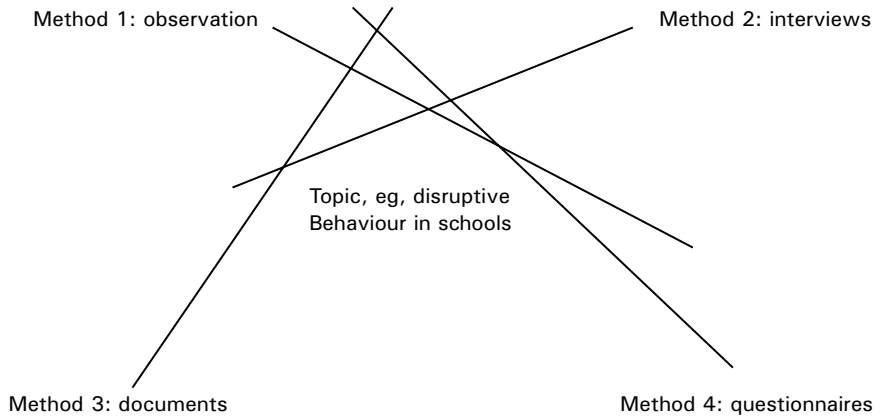 Method 1: observation
Method 2: interviews
Topic, eg, disruptive
Behaviour in schools
Method 3: documents
Method 4: questionnaires